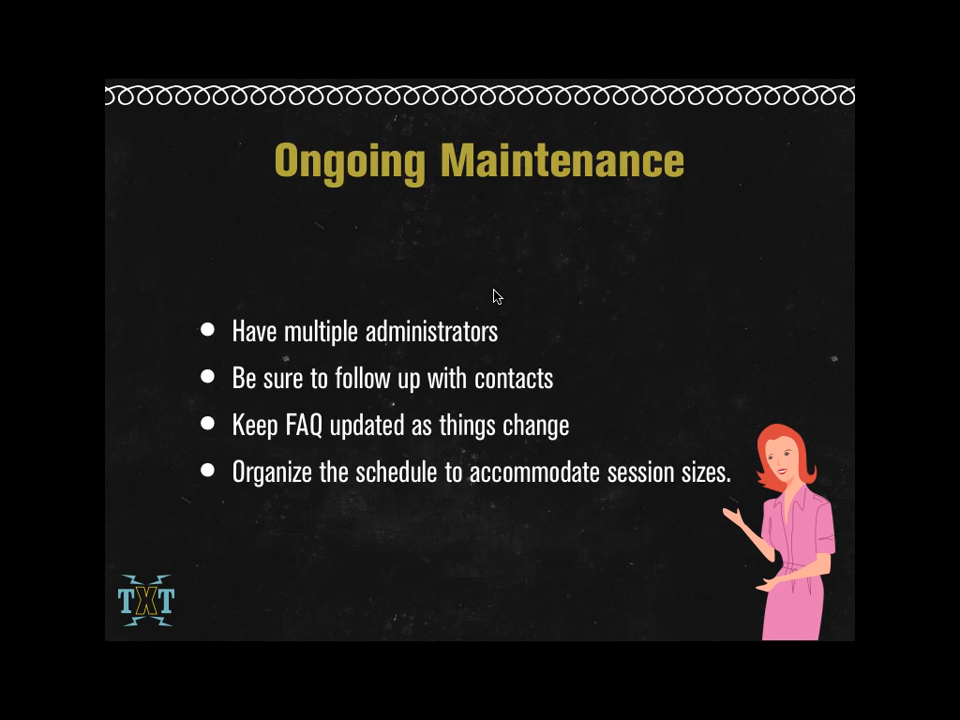 Ongoing Maintenance
Have multiple administrators
Be sure to follow up with contacts
Keep FAQ updated as things change
Organize the schedule to accommodate session sizes.
TXT